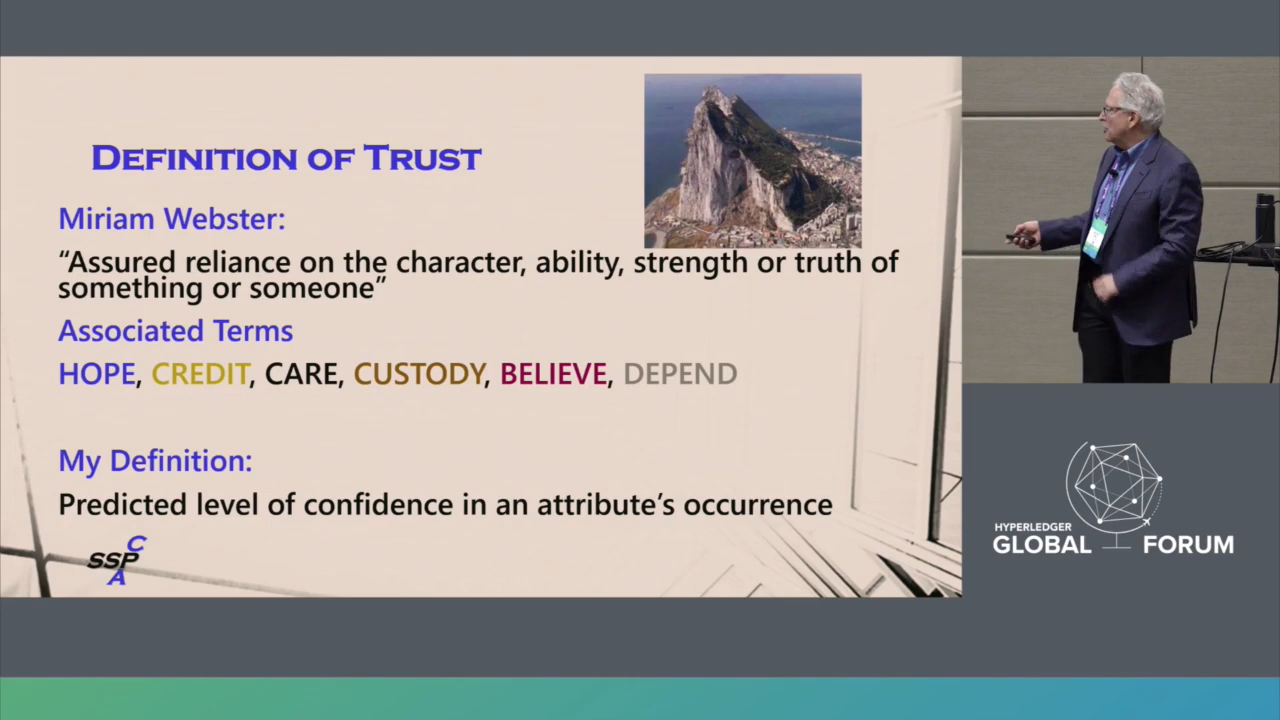 DEFINITION OF TRUST
Miriam Webster:
“Assured reliance on the character, ability, strength or truth of
something or someone”
Associated Terms
HOPE, CREDIT, CARE, CUSTODY, BELIEVE, DEPEND
My Definition:
Predicted level of confidence in an attribute’s occurrence
C
SSP
A
HYPERLEDGER
GLOBAL FORUM